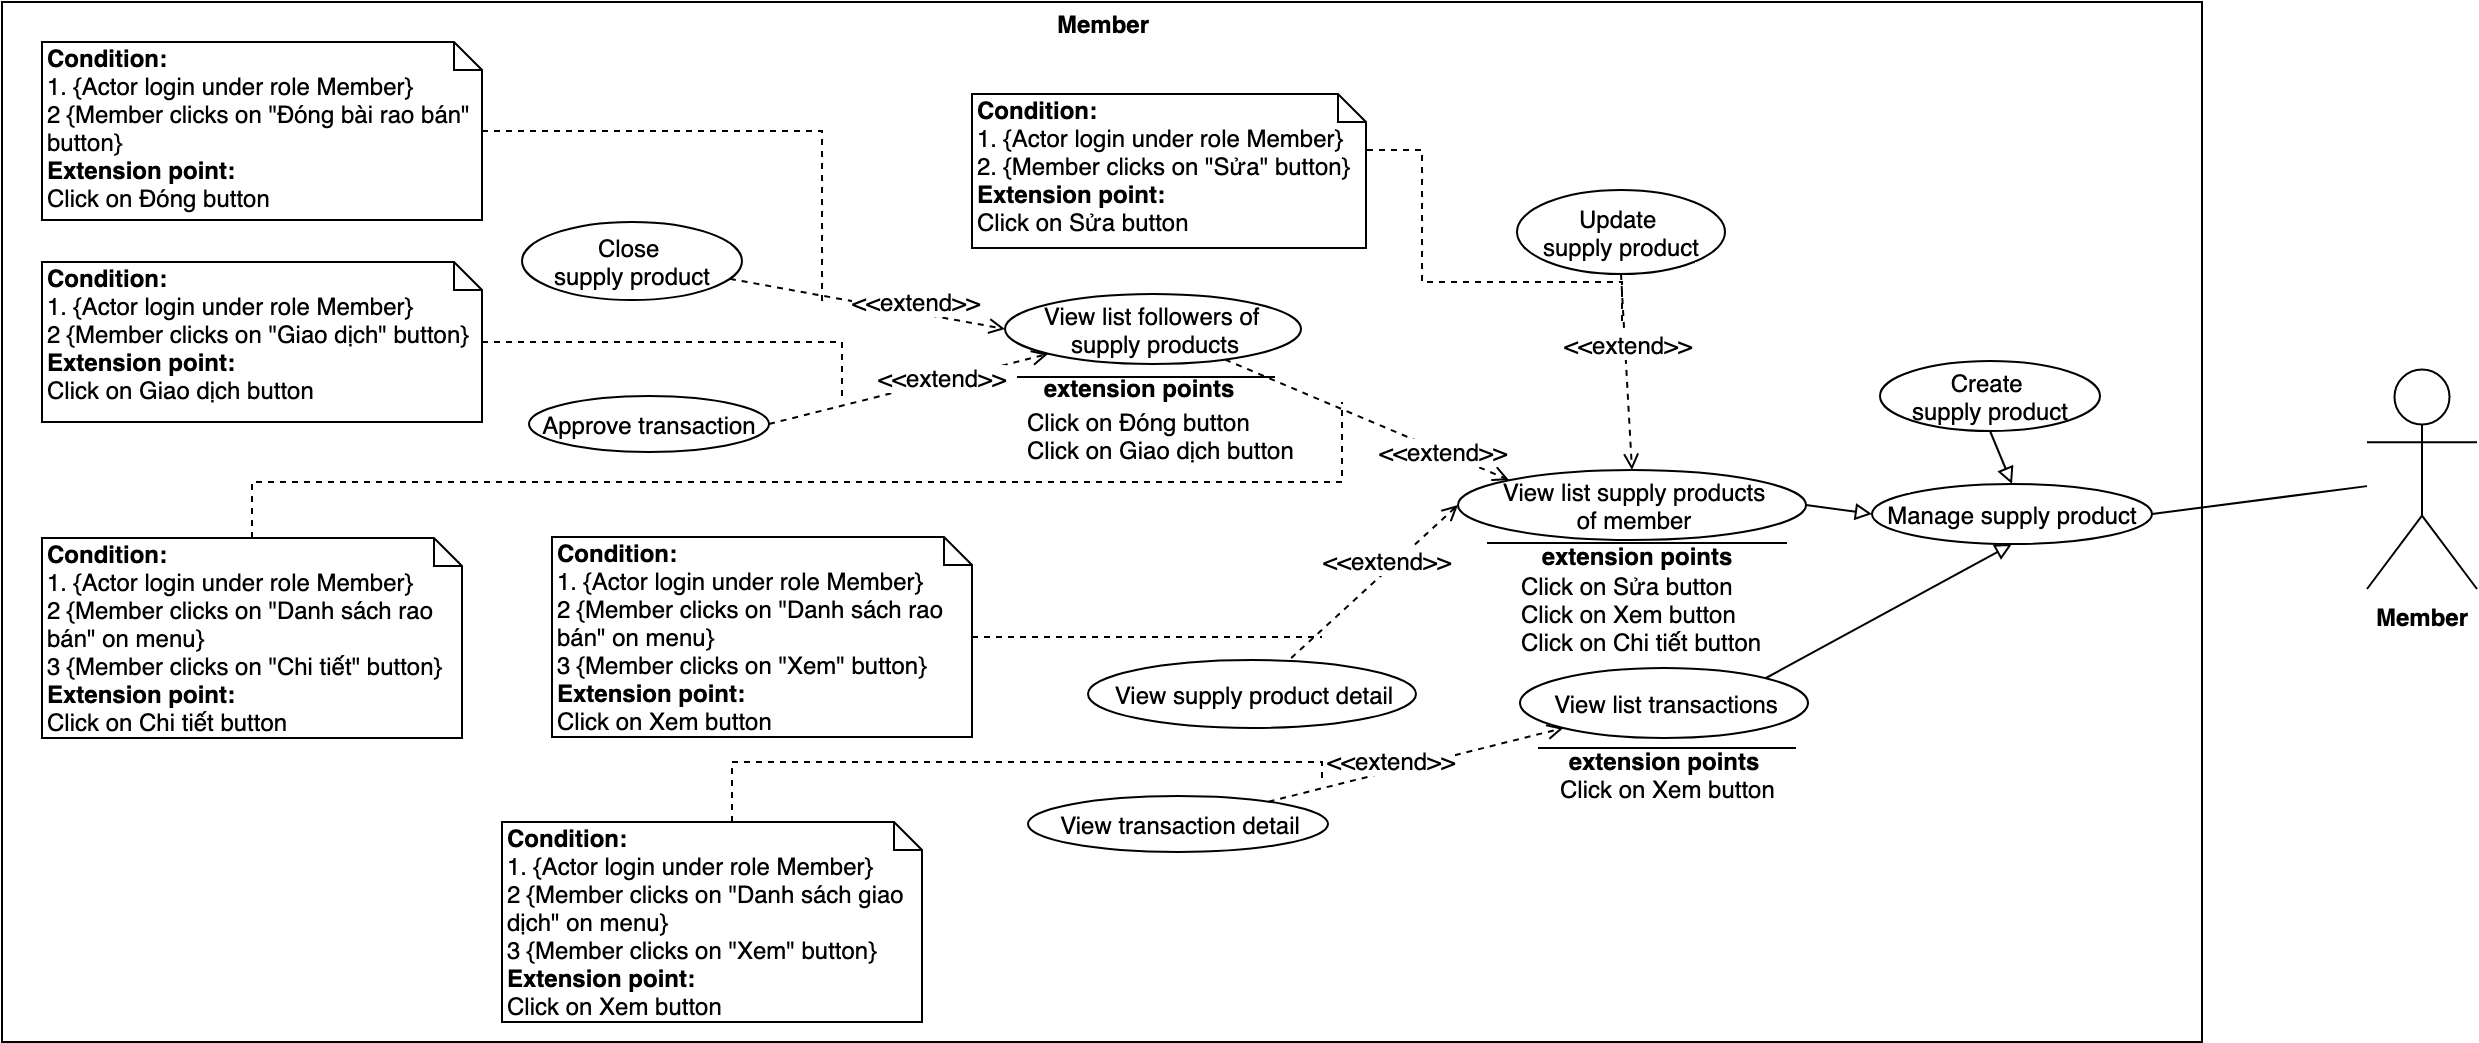 Member
Condition:
1. {Actor login under role Member}
2 {Member clicks on "Đóng bài rao bán"
button}
Extension point:
Click on Đóng button
Condition:
1. {Actor login under role Member}
2. {Member clicks on "Sửa" button}
Extension point:
Click on Sửa button
Update
supply product
Close
supply product
<<extend>>
Condition:
1. {Actor login under role Member}
2 {Member clicks on "Giao dịch" button}
Extension point:
Click on Giao dịch button
View list followers of
supply products
extension points
Click on Đóng button
Click on Giao dịch button
<<extend>>
<<extend>>
Approve transaction
Create
supply product
<<extend>>
View list supply products
of member
extension points
Click on Sửa button
Click on Xem button
Click on Chi tiết button
Manage supply product
Member
<<extend>>
Condition:
1. {Actor login under role Member}
2 {Member clicks on "Danh sách rao
bán" on menu}
3 {Member clicks on "Chi tiết" button}
Extension point:
Click on Chi tiết button
Condition:
1. {Actor login under role Member}
2 {Member clicks on "Danh sách rao
bán" on menu}
3 {Member clicks on "Xem" button}
Extension point:
Click on Xem button
View supply product detail
View list transactions
extension points
Click on Xem button
<<extend>>
View transaction detail
Condition:
1. {Actor login under role Member}
2 {Member clicks on "Danh sách giao
dịch" on menu}
3 {Member clicks on "Xem" button}
Extension point:
Click on Xem button